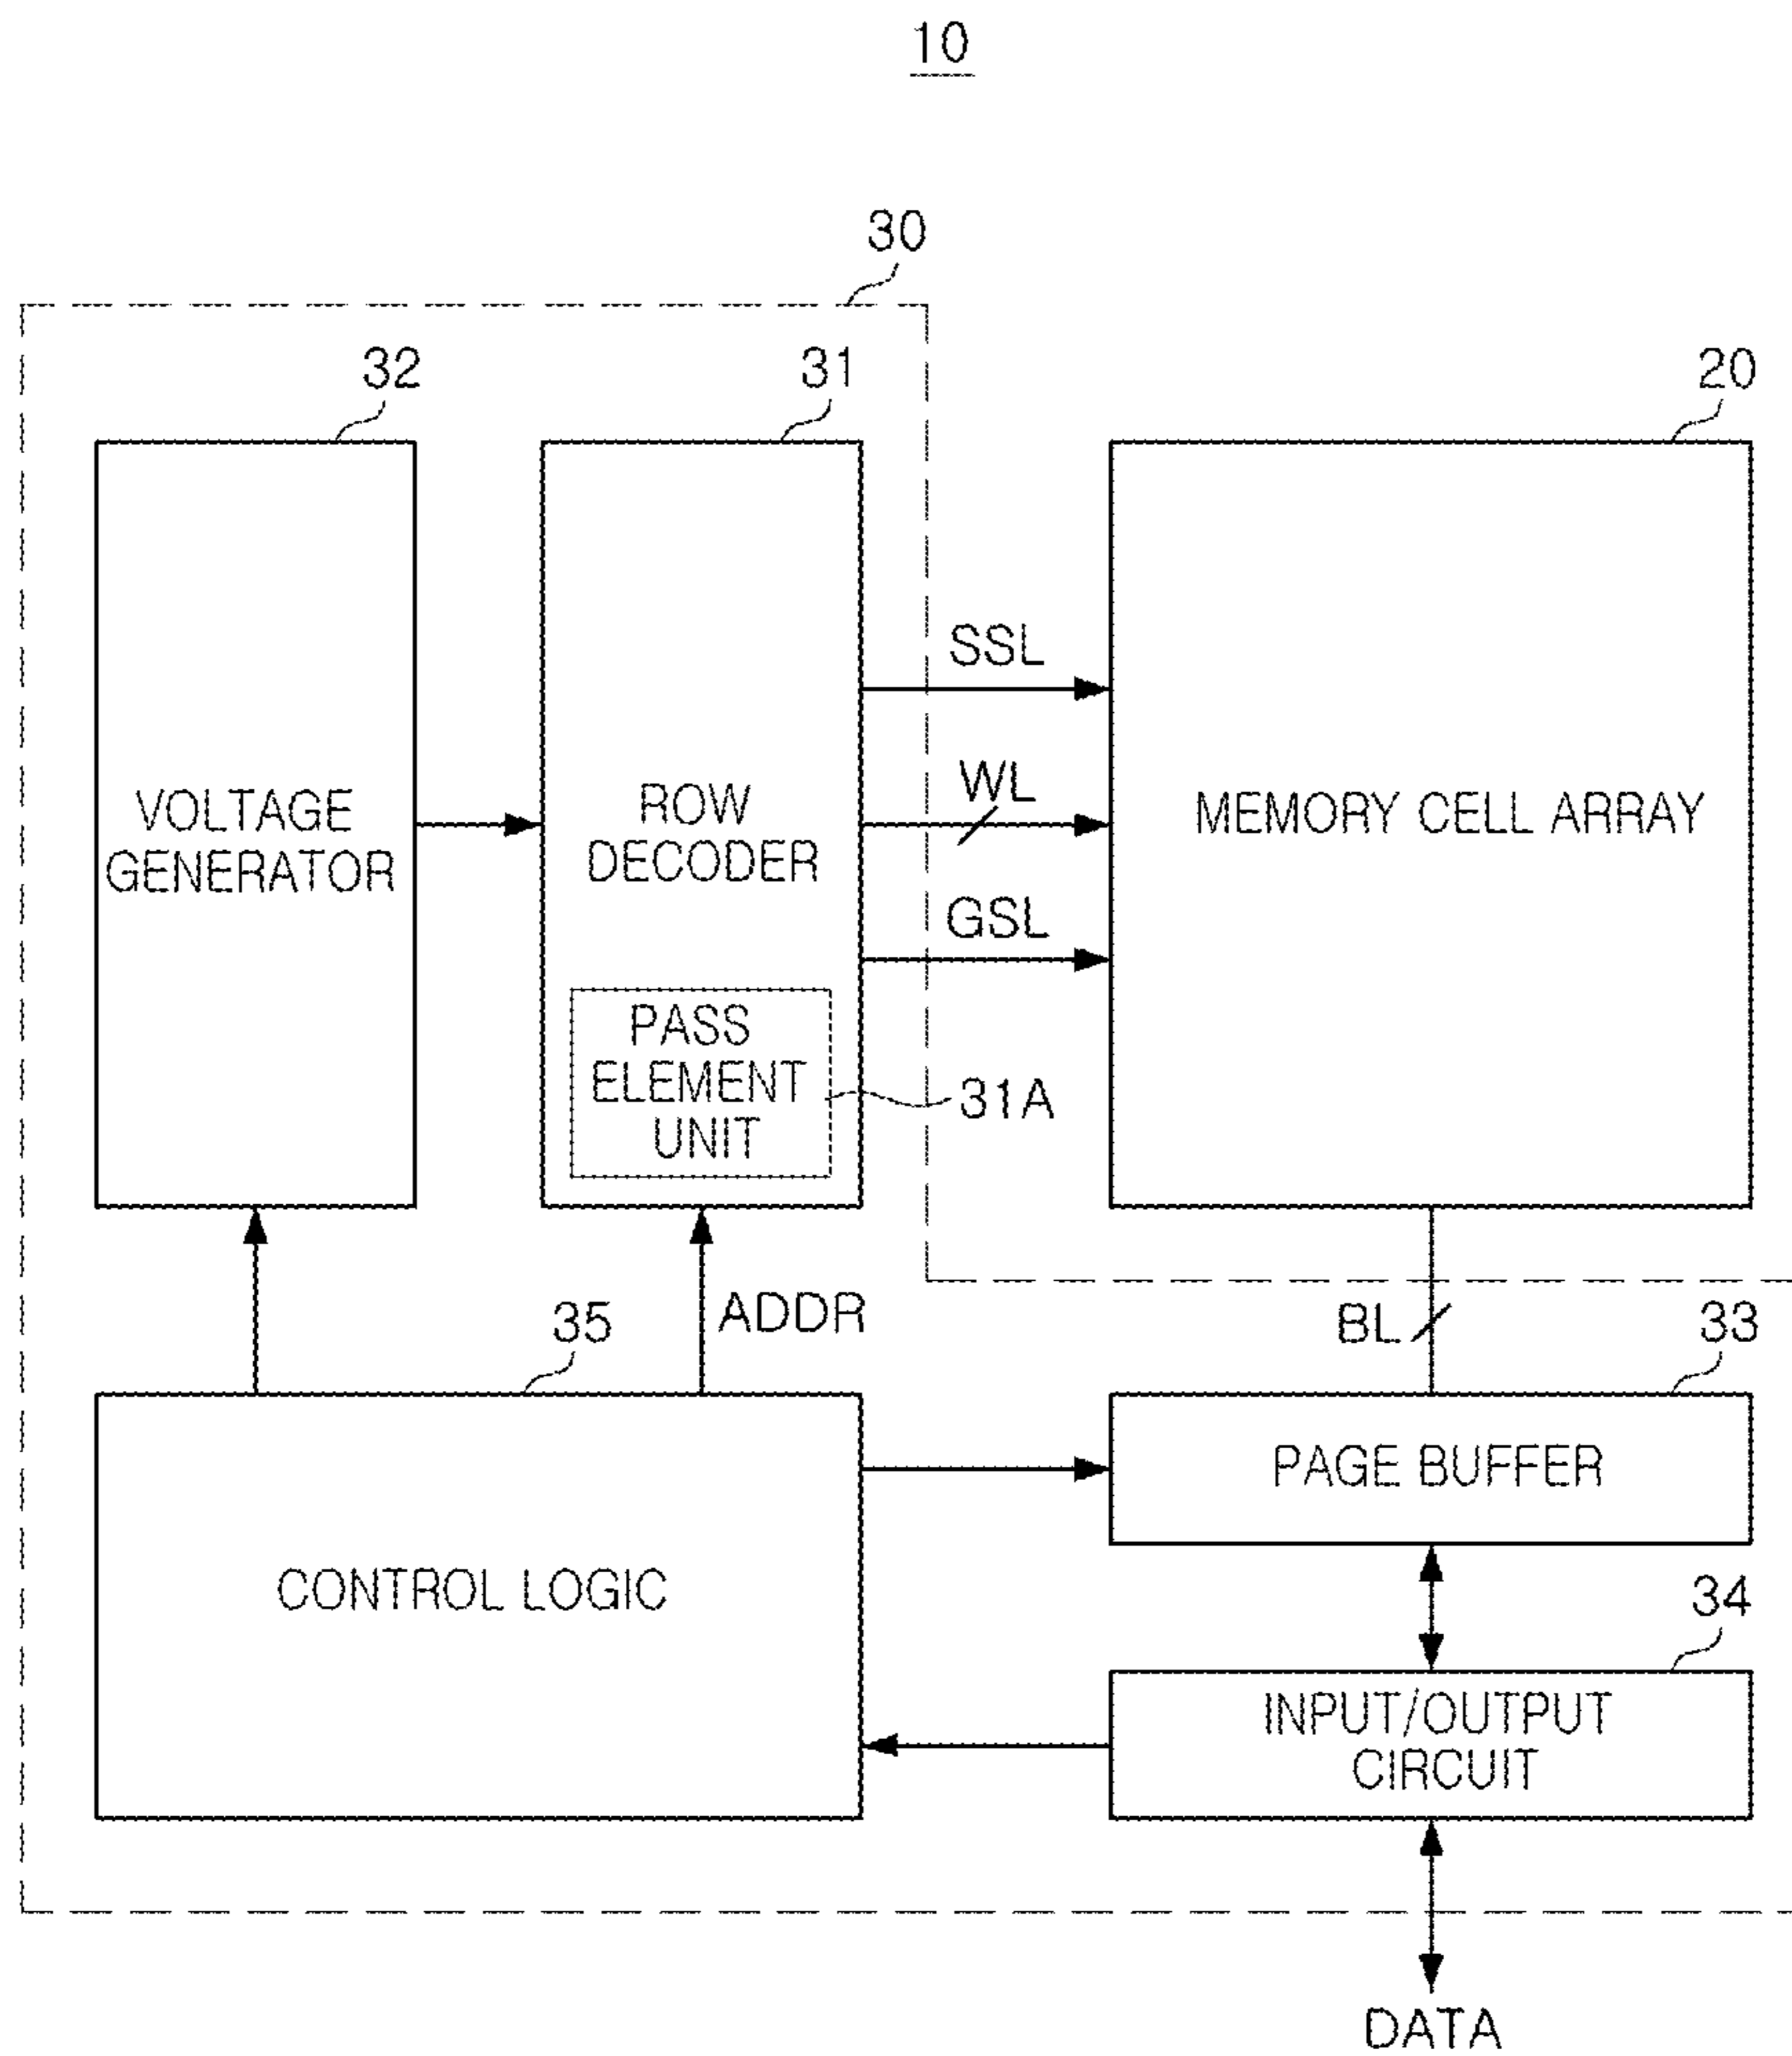 10
30
32
31
20
SSL
WL
GSL
VOLTAGE
GENERATOR
ROW
DECODER
MEMORY CELL ARRAY
PASS
ELEMENT
UNIT
31A
ADDR
BL
35
33
PAGE BUFFER
CONTROL LOGIC
34
INPUT/OUTPUT
CIRCUIT
DATA